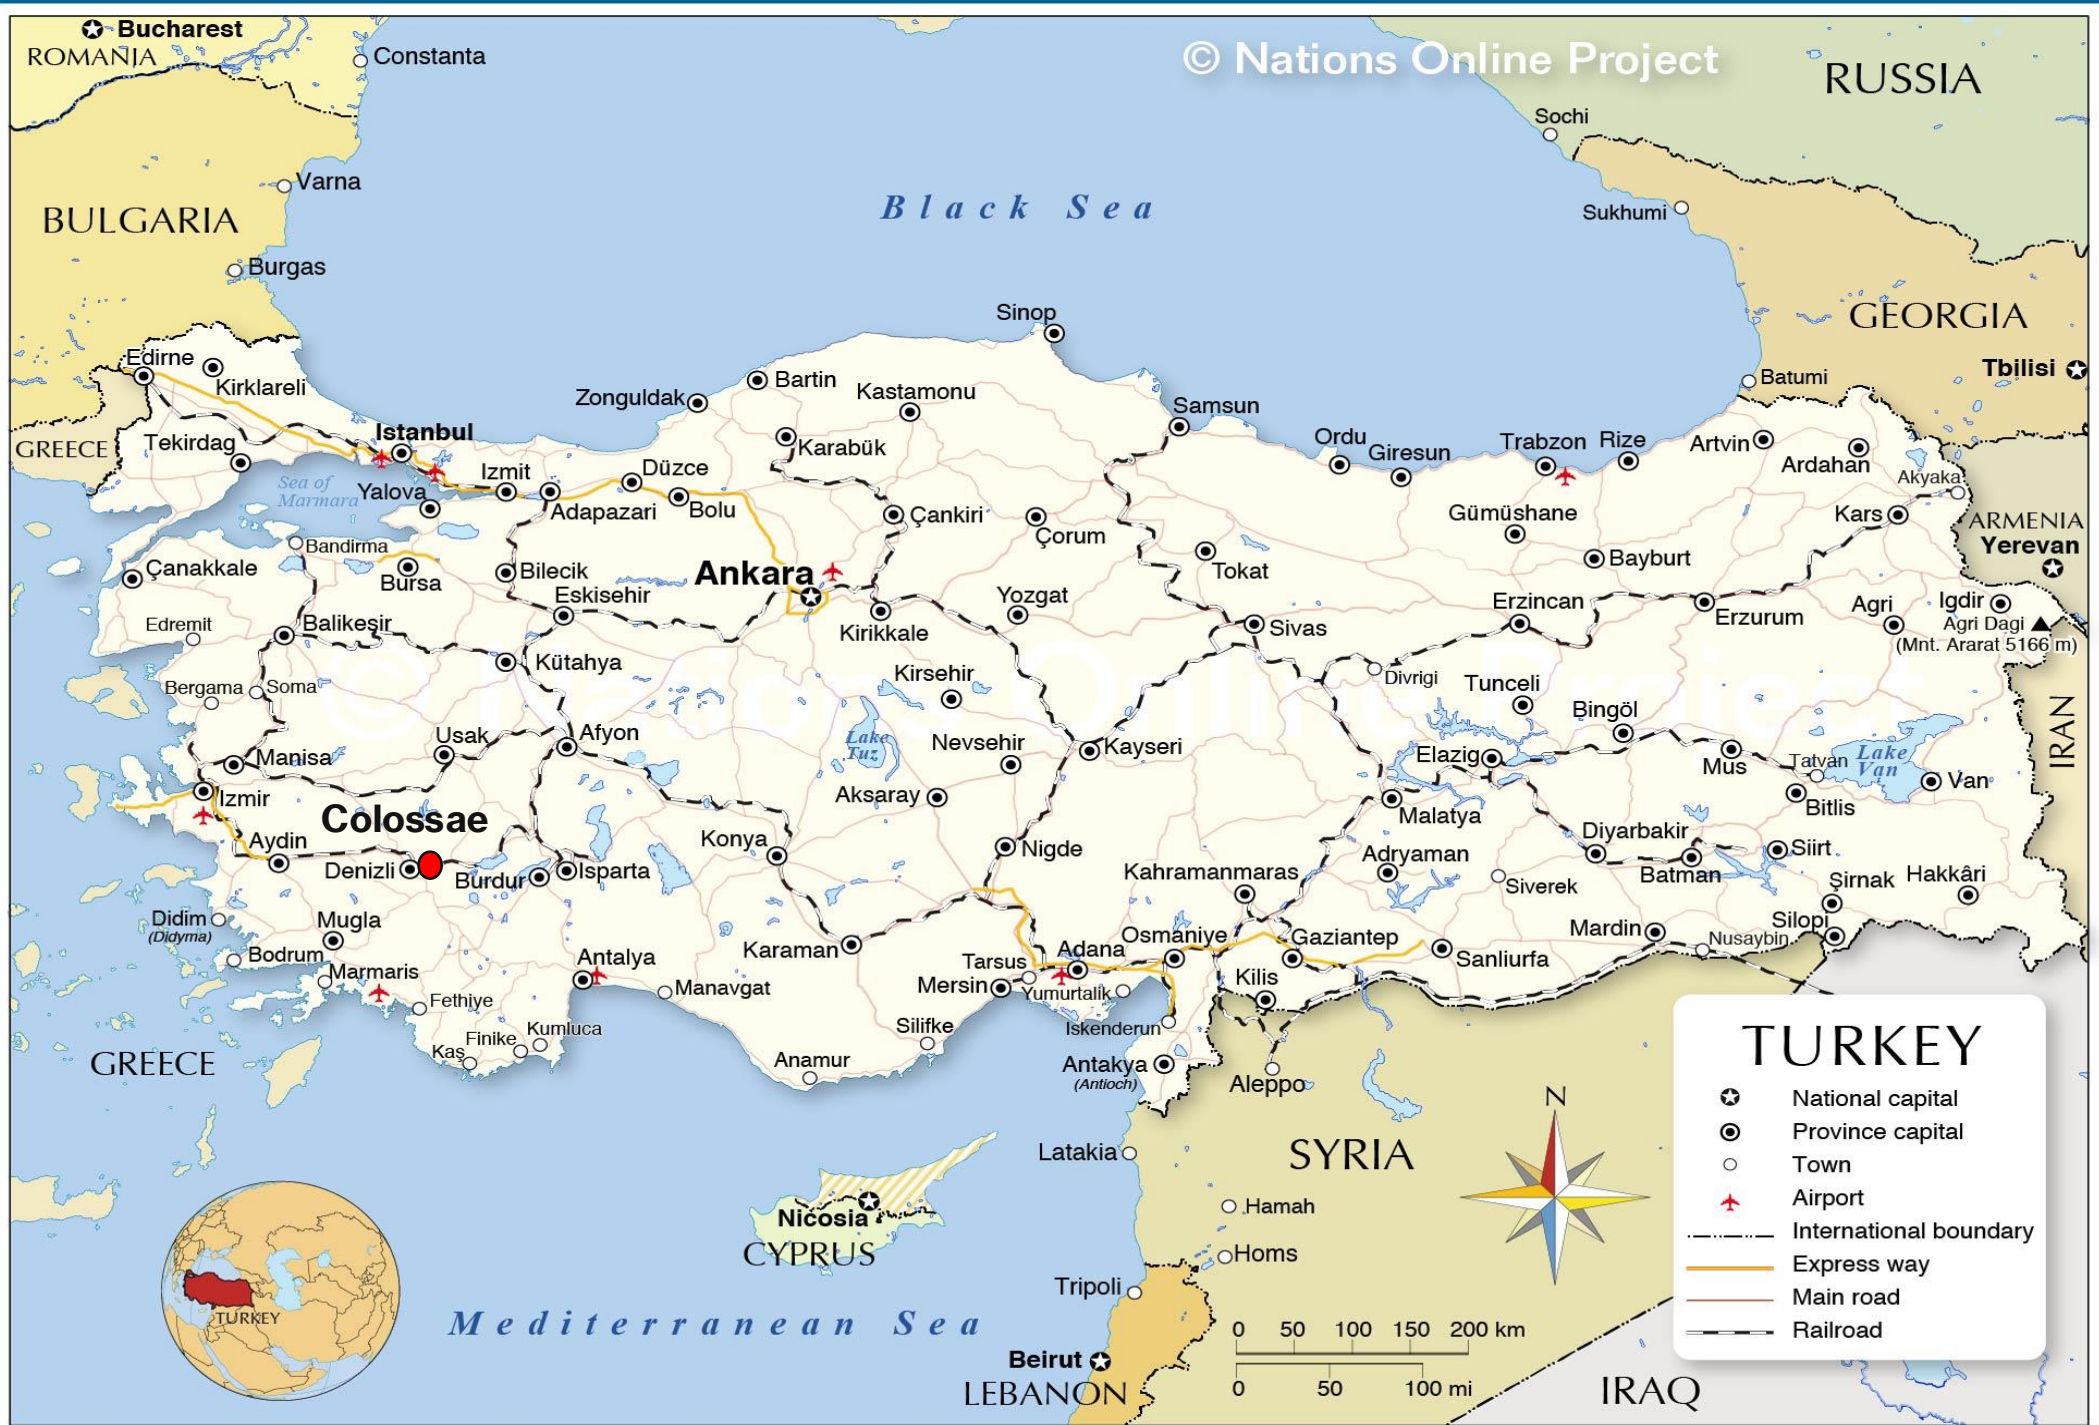 Bucharest
ROMANIA
Constanta
© Nations Online Project
RUSSIA
Sochi
Varna
BULGARIA
Black Sea
Sukhumi
Burgas
GEORGIA
Sinop
Tbilisi
Edirne
Kirklareli
Zonguldak
Bartin
Kastamonu
Batumi
Samsun
GREECE
Tekirdag
Istanbul
Karabük
Ordu
Giresun
Trabzon
Rize
Artvin
Ardahan
Akyaka
Sea of
Marmara
Yalova
Izmit
Düzce
Adapazari
Bolu
Çankiri
Çorum
Gümüshane
Kars
ARMENIA
Yerevan
Bandirma
Çanakkale
Bursa
Bilecik
Ankara
Tokat
Bayburt
Eskisehir
Yozgat
Erzincan
Erzurum
Agri
Igdir
Agri Dagi
(Mnt. Ararat 5166 m)
Edremit
Balikesir
Kirikkale
Sivas
© Nations Online Project
Kütahya
Kirsehir
Divrigi
Tunceli
Bergama
Soma
Bingöl
IRAN
Usak
Afyon
Lake
Tuz
Nevsehir
Kayseri
Elazig
Mus
Tatvan
Lake
Van
Van
Manisa
Izmir
Aksaray
Malatya
Bitlis
Colossae
Aydin
Konya
Nigde
Adryaman
Diyarbakir
Siirt
Denizli
Burdur
Isparta
Kahramanmaras
Siverek
Batman
Şirnak
Hakkâri
Didim
(Didyma)
Mugla
Karaman
Osmaniye
Gaziantep
Mardin
Silopi
Nusaybin
Bodrum
Marmaris
Antalya
Manavgat
Tarsus
Adana
Mersin
Yumurtalik
Kilis
Sanliurfa
Fethiye
Finike
Kumluca
Kaş
Silifke
Anamur
Iskenderun
Antakya
(Antioch)
Aleppo
GREECE
Latakia
SYRIA
N
Hamah
Homs
Nicosia
CYPRUS
Tripoli
Mediterranean Sea
Beirut
LEBANON
IRAQ
TURKEY
0 50 100 150 200 km
0 50 100 mi
TURKEY
National capital
Province capital
Town
Airport
International boundary
Express way
Main road
Railroad